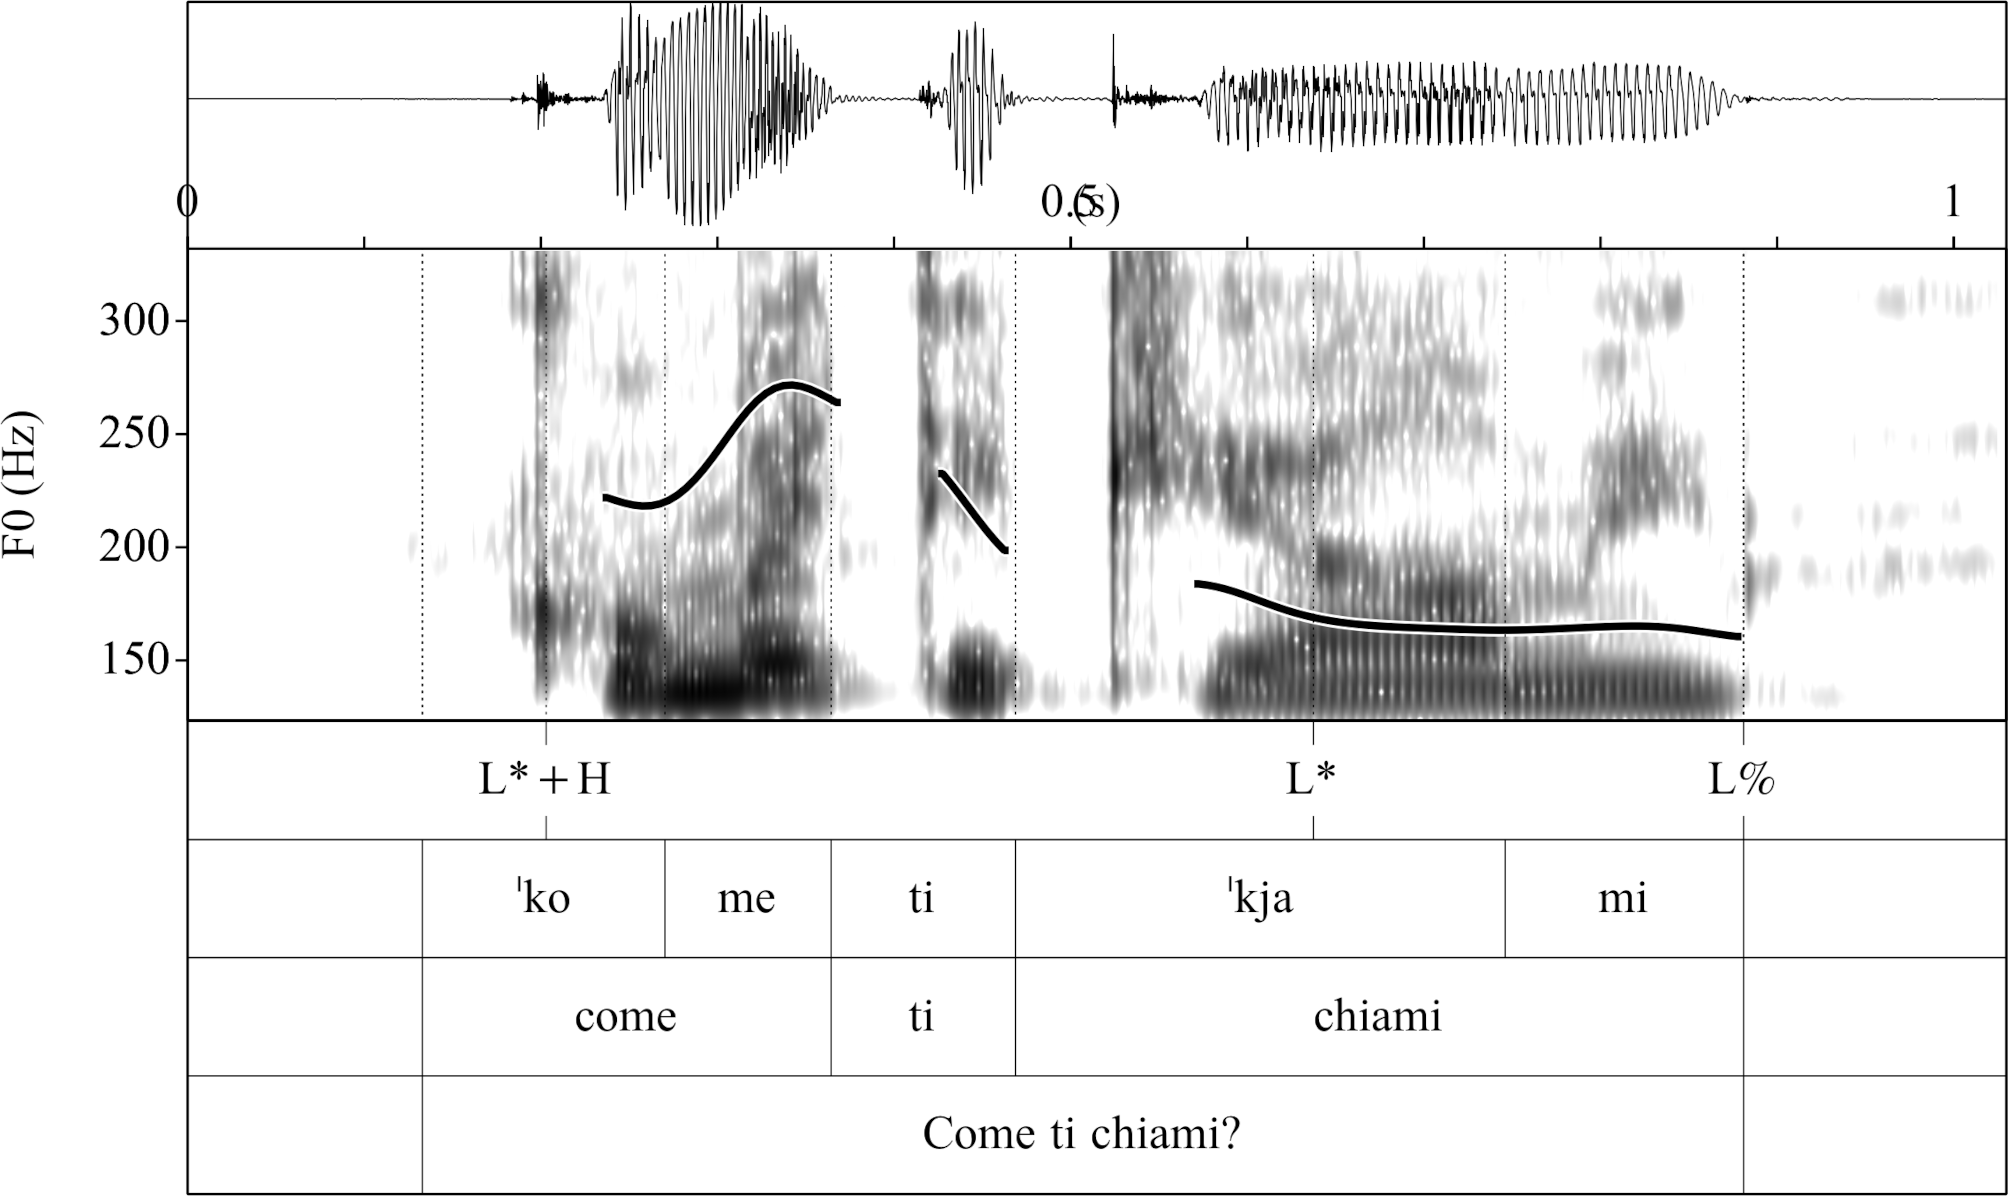 0 0.5 (s) 1
300
250
200
150
F0 (Hz)
L*+H L* L%
ˈko me ti ˈkja mi
come ti chiami
Come ti chiami?